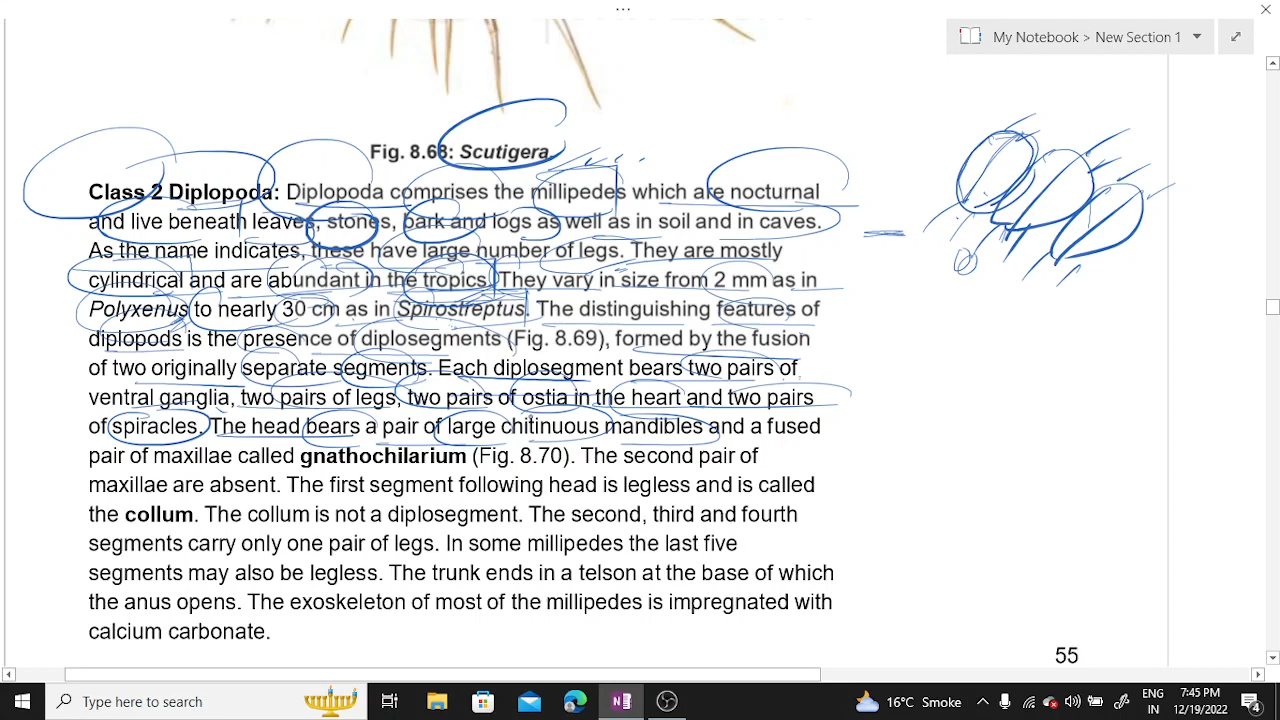 ...
My Notebook > New Section 1
Fig. 8.68: Scutigera.
Class 2 Diplopoda: Diplopoda comprises the millipedes which are nocturnal
and live beneath leaves, stones, bark and logs as well as in soil and in caves.
As the name indicates, these have large number of legs. They are mostly
cylindrical and are abundant in the tropics. They vary in size from 2 mm as in
Polyxenus to nearly 30 cm as in Spirostreptus. The distinguishing features of
diplopods is the presence of diplosegments (Fig. 8.69), formed by the fusion
of two originally separate segments. Each diplosegment bears two pairs of
ventral ganglia, two pairs of legs, two pairs of ostia in the heart and two pairs
of spiracles. The head bears a pair of large chitinuous mandibles and a fused
pair of maxillae called gnathochilarium (Fig. 8.70). The second pair of
maxillae are absent. The first segment following head is legless and is called
the collum. The collum is not a diplosegment. The second, third and fourth
segments carry only one pair of legs. In some millipedes the last five
segments may also be legless. The trunk ends in a telson at the base of which
the anus opens. The exoskeleton of most of the millipedes is impregnated with
calcium carbonate.
55
Type here to search
16°C Smoke
ENG
IN
7:45 PM
12/19/2022
4